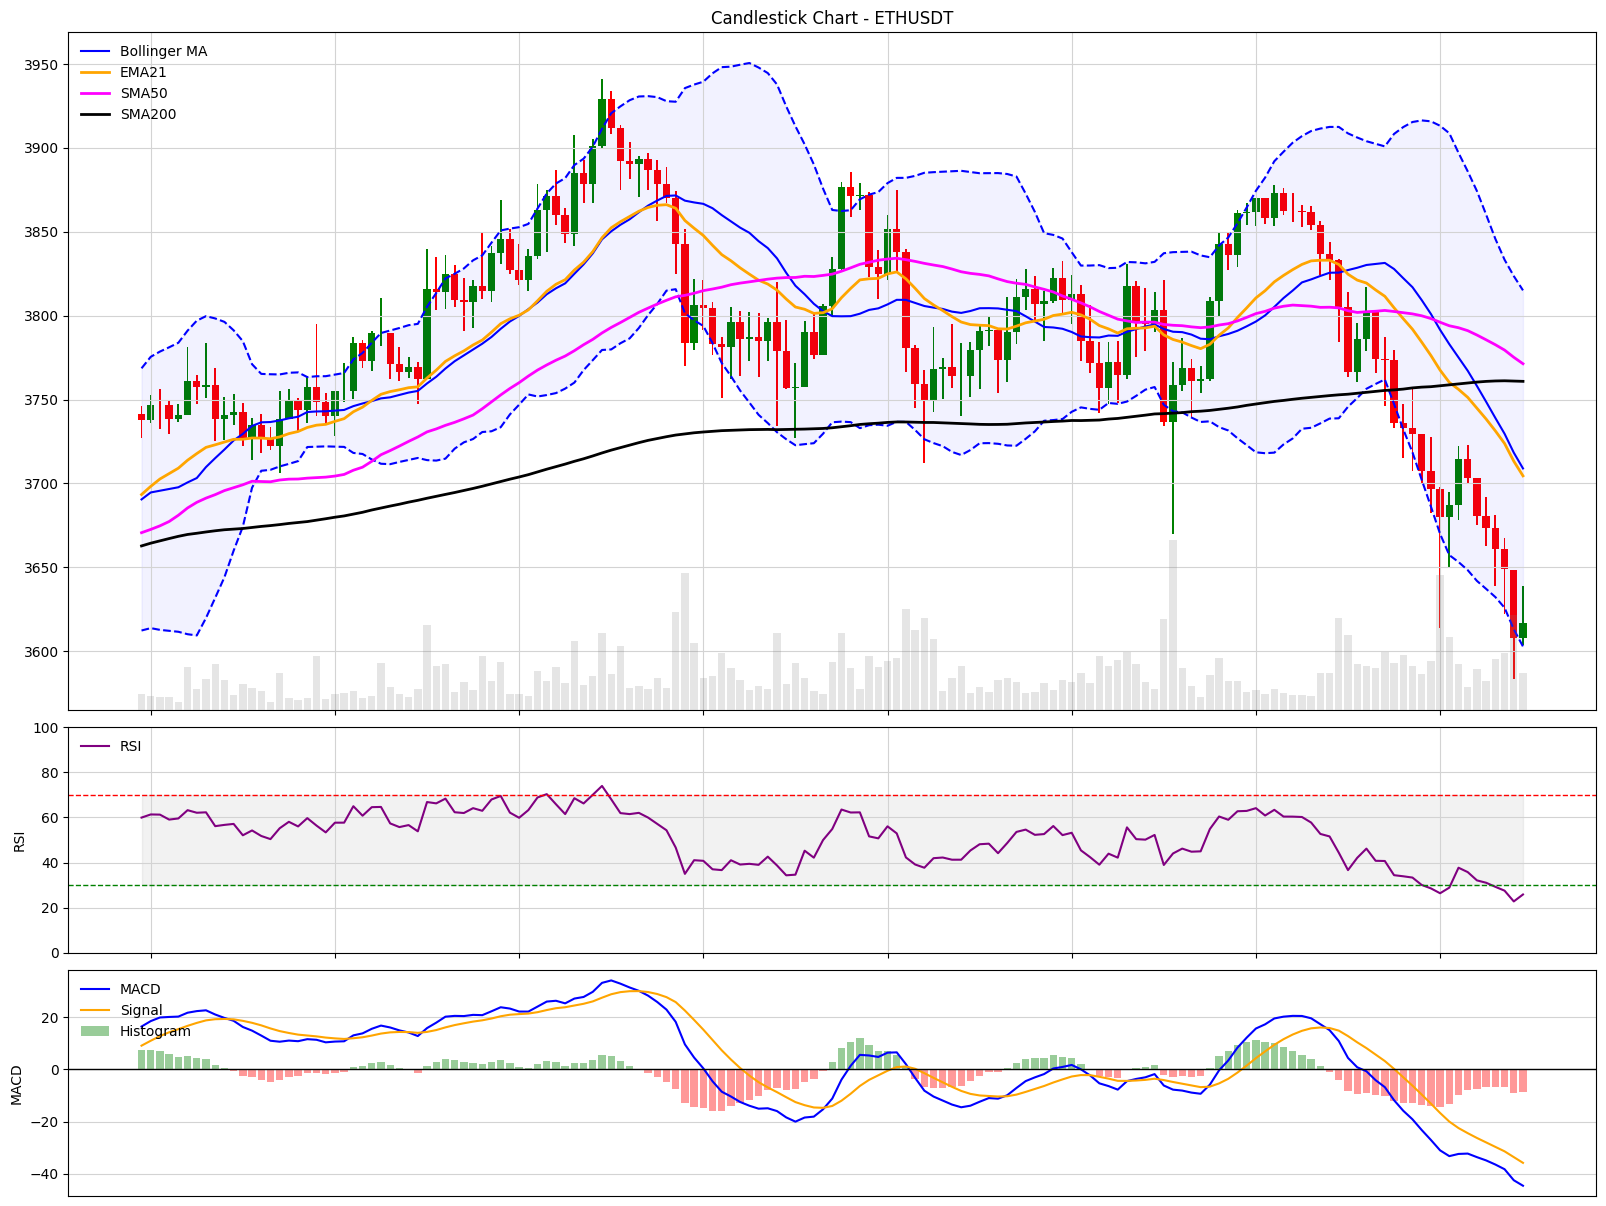 Candlestick Chart - ETHUSDT
Bollinger MA
EMA21
SMA50
SMA200
3950
3900
3850
3800
3750
3700
3650
3600
RSI
100
80
60
40
20
0
RSI
MACD
Signal
Histogram
20
0
−20
−40
MACD